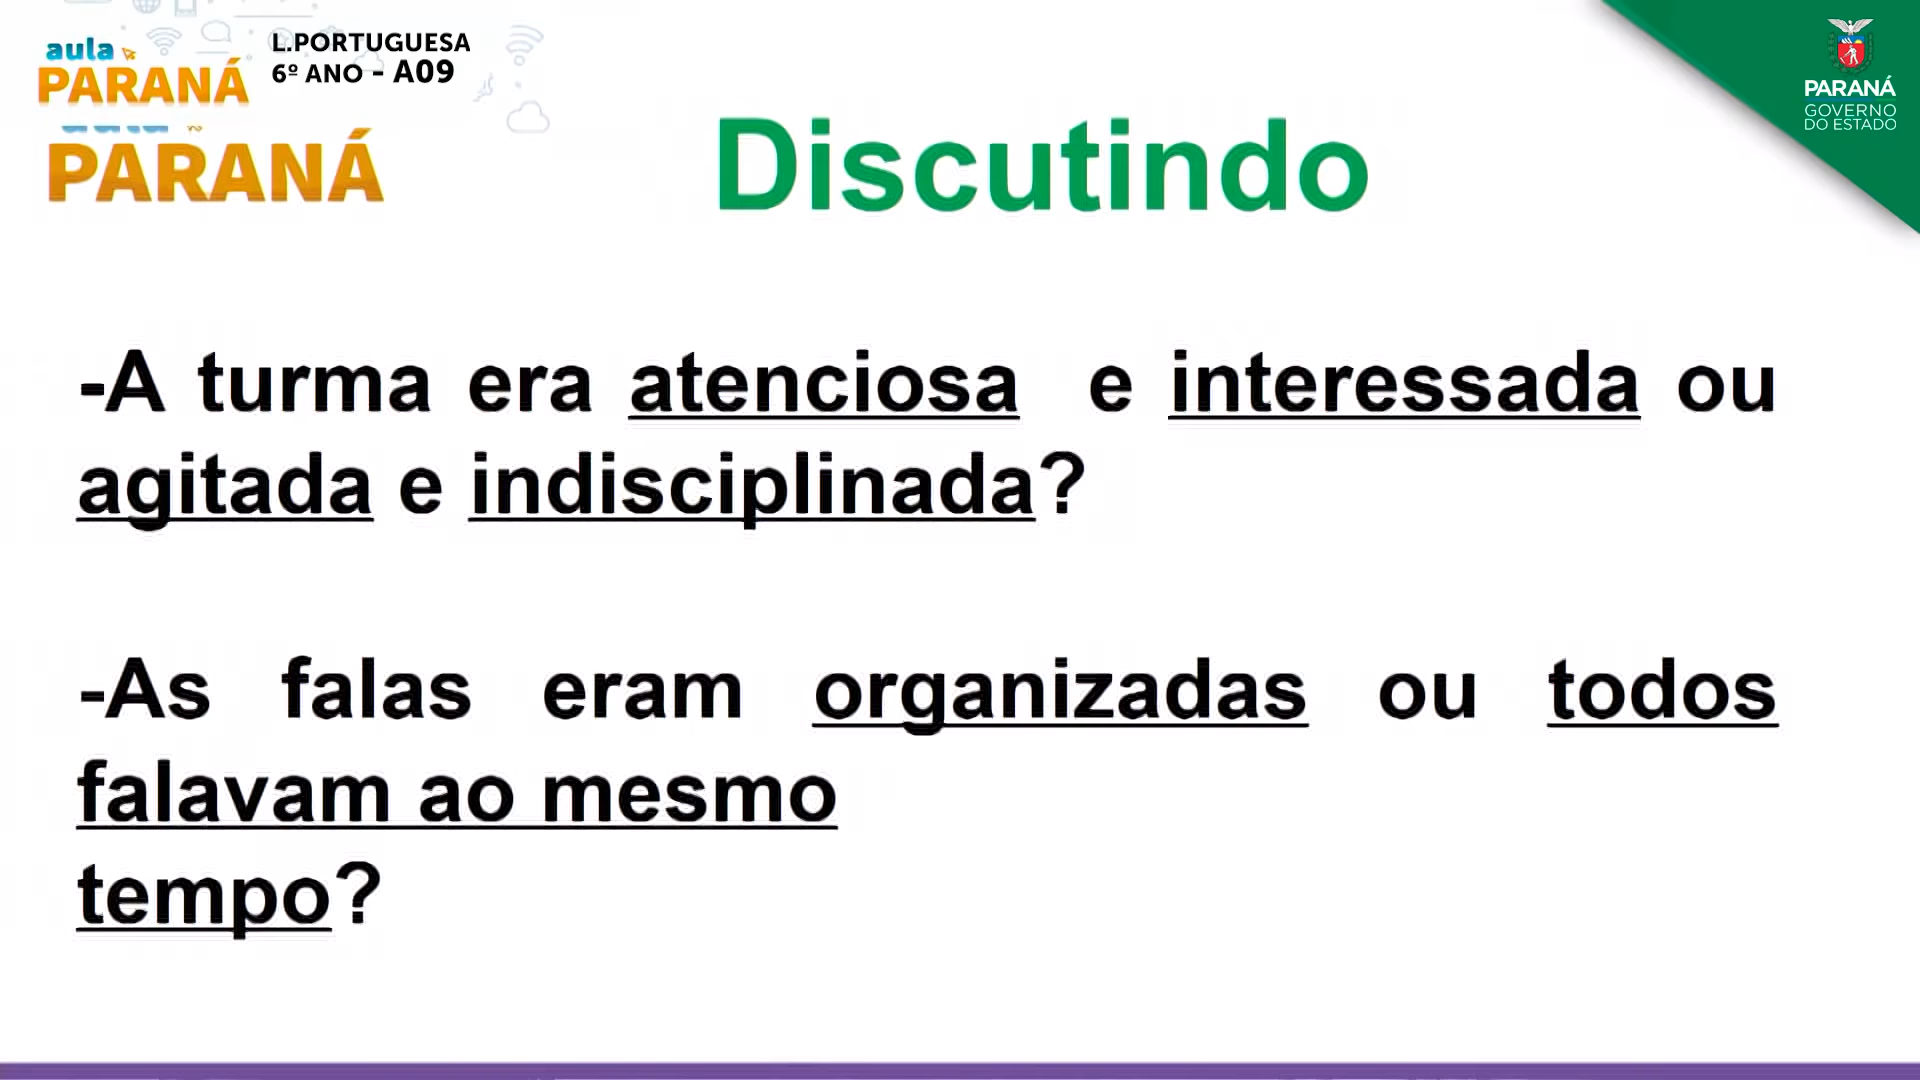 aula
PARANÁ
L.PORTUGUESA
6º ANO - A09
PARANÁ
GOVERNO
DO ESTADO
PARANÁ
Discutindo
-A turma era atenciosa e interessada ou
agitada e indisciplinada?
-As falas eram organizadas ou todos
falavam ao mesmo
tempo?